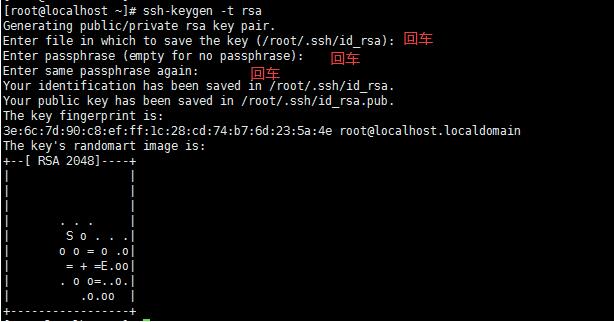 [root@localhost ~]# ssh-keygen -t rsa
Generating public/private rsa key pair.
Enter file in which to save the key (/root/.ssh/id_rsa): 回车
Enter passphrase (empty for no passphrase): 回车
Enter same passphrase again: 回车
Your identification has been saved in /root/.ssh/id_rsa.
Your public key has been saved in /root/.ssh/id_rsa.pub.
The key fingerprint is:
3e:6c:7d:90:c8:ef:ff:1c:28:cd:74:b7:6d:23:5a:4e root@localhost.localdomain
The key's randomart image is:
+--[ RSA 2048]----+
|                 |
|                 |
|                 |
|       . . .     |
|        S o . . .|
|       o o = o .o|
|        = + =E.oo|
|       . o o=..o.|
|          .o.oo  |
+-----------------+